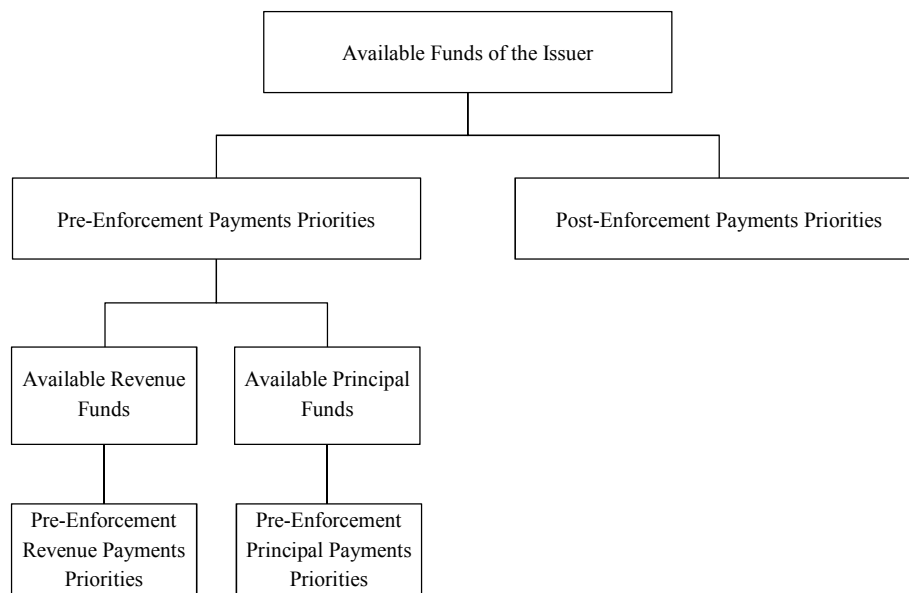 Available Funds of the Issuer
Pre-Enforcement Payments Priorities
Post-Enforcement Payments Priorities
Available Revenue
Funds
Available Principal
Funds
Pre-Enforcement
Revenue Payments
Priorities
Pre-Enforcement
Principal Payments
Priorities